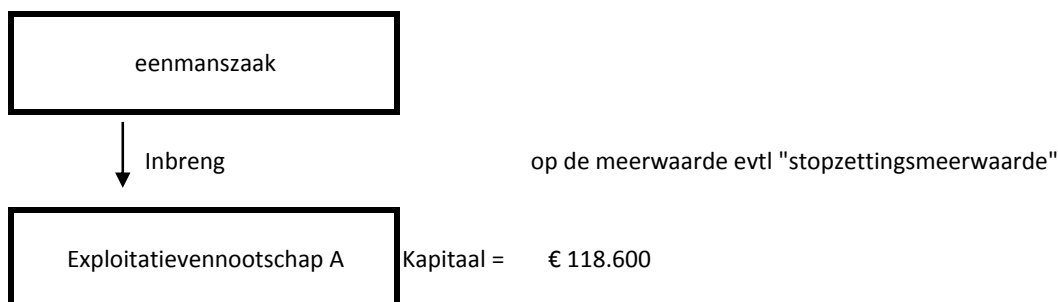 eenmanszaak
Inbreng op de meerwaarde evtl "stopzettingsmeerwaarde"
Exploitatievennootschap A Kapitaal = € 118.600